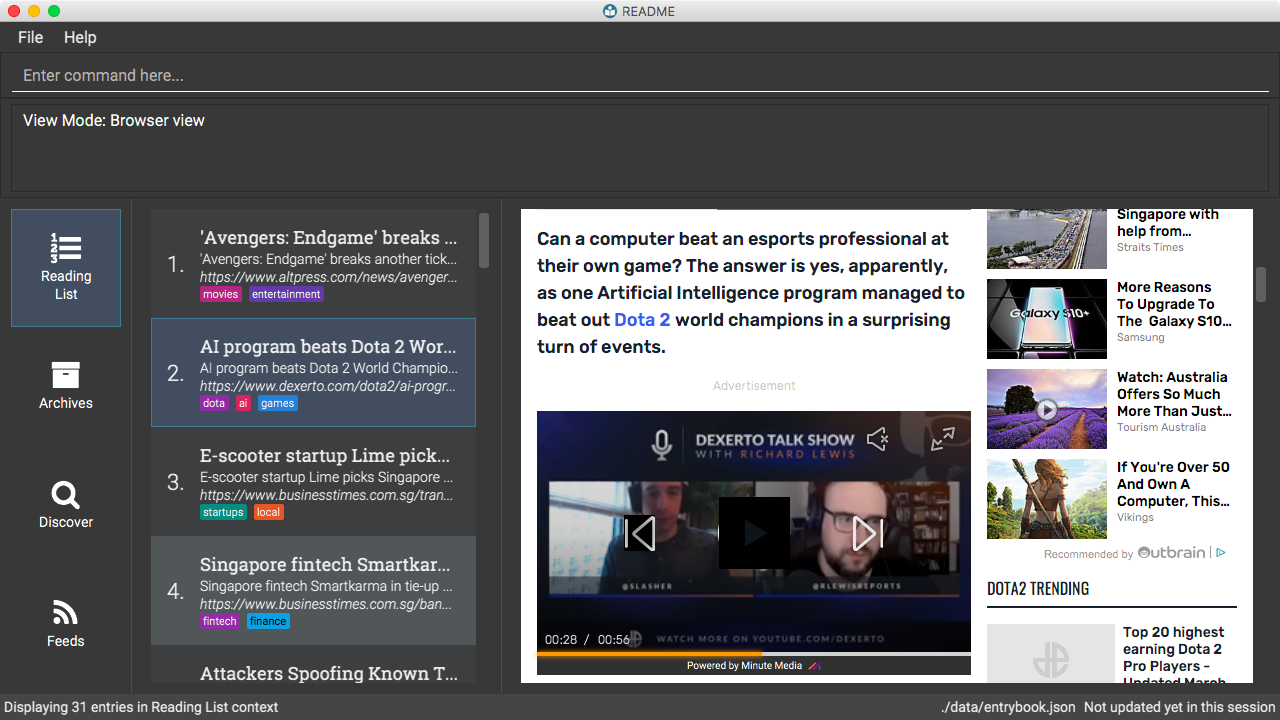 README
File Help
Enter command here...
View Mode: Browser view
Reading
List
Archives
Discover
Feeds
1.
'Avengers: Endgame' breaks ...
'Avengers: Endgame' breaks another tick...
https://www.altpress.com/news/avenger...
movies entertainment
2.
AI program beats Dota 2 Wor...
AI program beats Dota 2 World Champio...
https://www.dexerto.com/dota2/ai-progr...
dota ai games
3.
E-scooter startup Lime pick...
E-scooter startup Lime picks Singapore ...
https://www.businesstimes.com.sg/tran...
startups local
4.
Singapore fintech Smartkar...
Singapore fintech Smartkarma in tie-up ...
https://www.businesstimes.com.sg/ban...
fintech finance
Attackers Spoofing Known T...
Can a computer beat an esports professional at
their own game? The answer is yes, apparently,
as one Artificial Intelligence program managed to
beat out Dota 2 world champions in a surprising
turn of events.
Advertisement
DEXERTO TALK SHOW
WITH RICHARD LEWIS
@SLASHER @RLEWISREPORTS
00:28 / 00:56
WATCH MORE ON YOUTUBE.COM/DEXERTO
Powered by Minute Media
Singapore with
help from...
Straits Times
Galaxy S10+
More Reasons
To Upgrade To
The Galaxy S10...
Samsung
Watch: Australia
Offers So Much
More Than Just...
Tourism Australia
If You're Over 50
And Own A
Computer, This...
Vikings
Recommended by Outbrain
DOTA2 TRENDING
Top 20 highest
earning Dota 2
Pro Players -
Updated March
Displaying 31 entries in Reading List context
./data/entrybook.json Not updated yet in this session